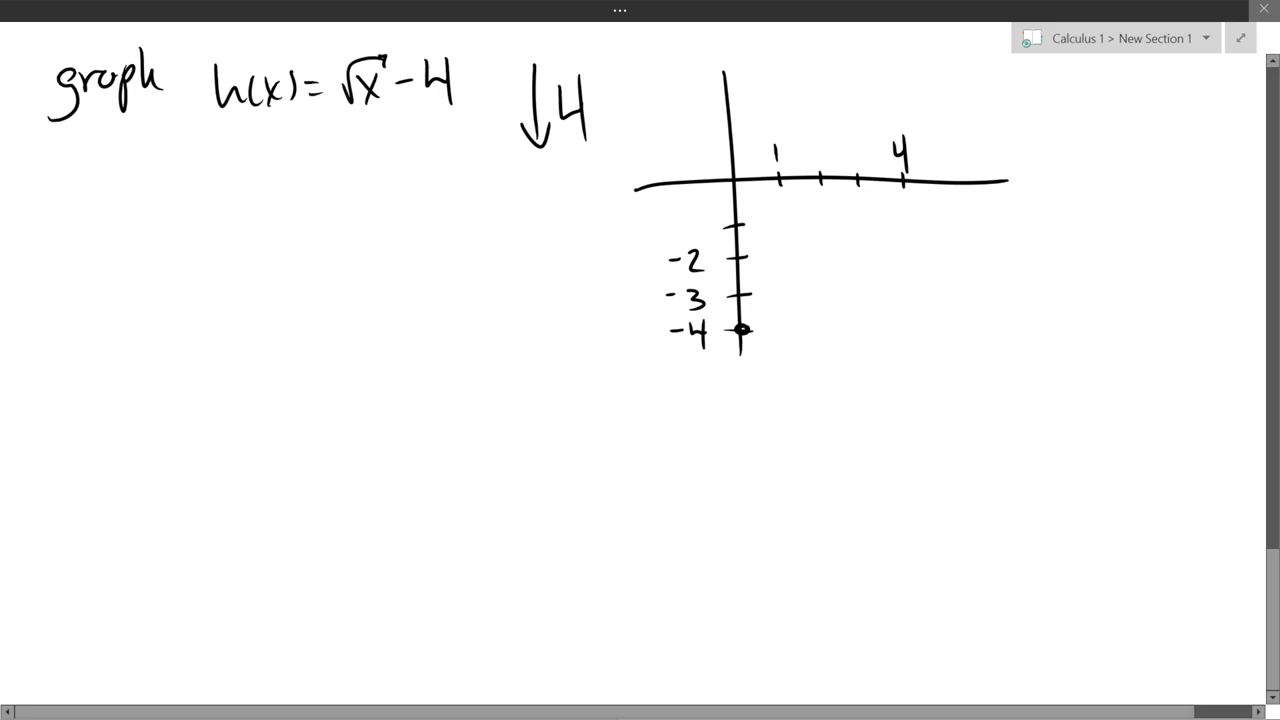 ...
Calculus 1 > New Section 1
graph h(x) = √x - 4 ↓4
1 4
-2
-3
-4